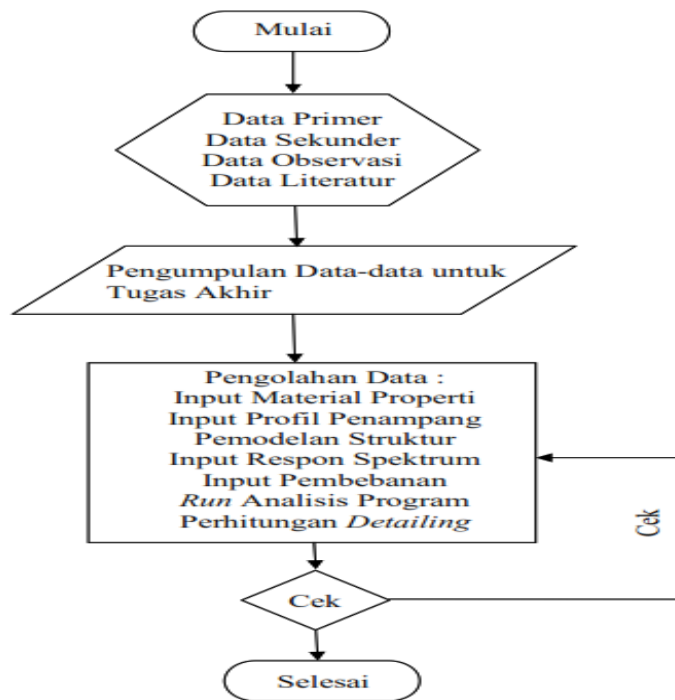 Mulai
Data Primer
Data Sekunder
Data Observasi
Data Literatur
Pengumpulan Data-data untuk
Tugas Akhir
Pengolahan Data :
Input Material Properti
Input Profil Penampang
Pemodelan Struktur
Input Respon Spektrum
Input Pembebanan
Run Analisis Program
Perhitungan Detailing
Cek
Cek
Selesai